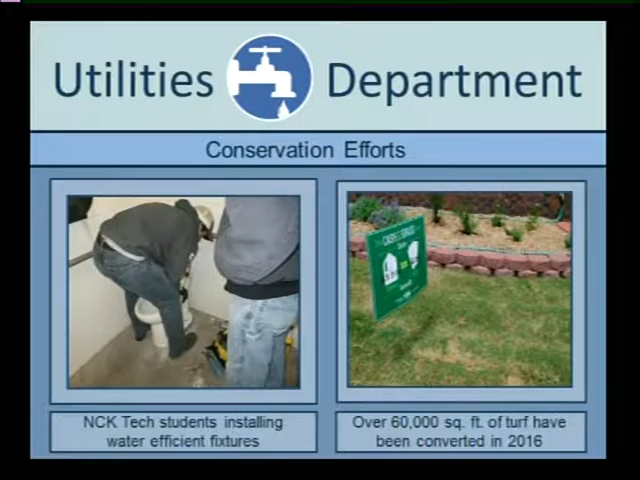 Utilities Department
Conservation Efforts
NCK Tech students installing
water efficient fixtures
Over 60,000 sq. ft. of turf have
been converted in 2016